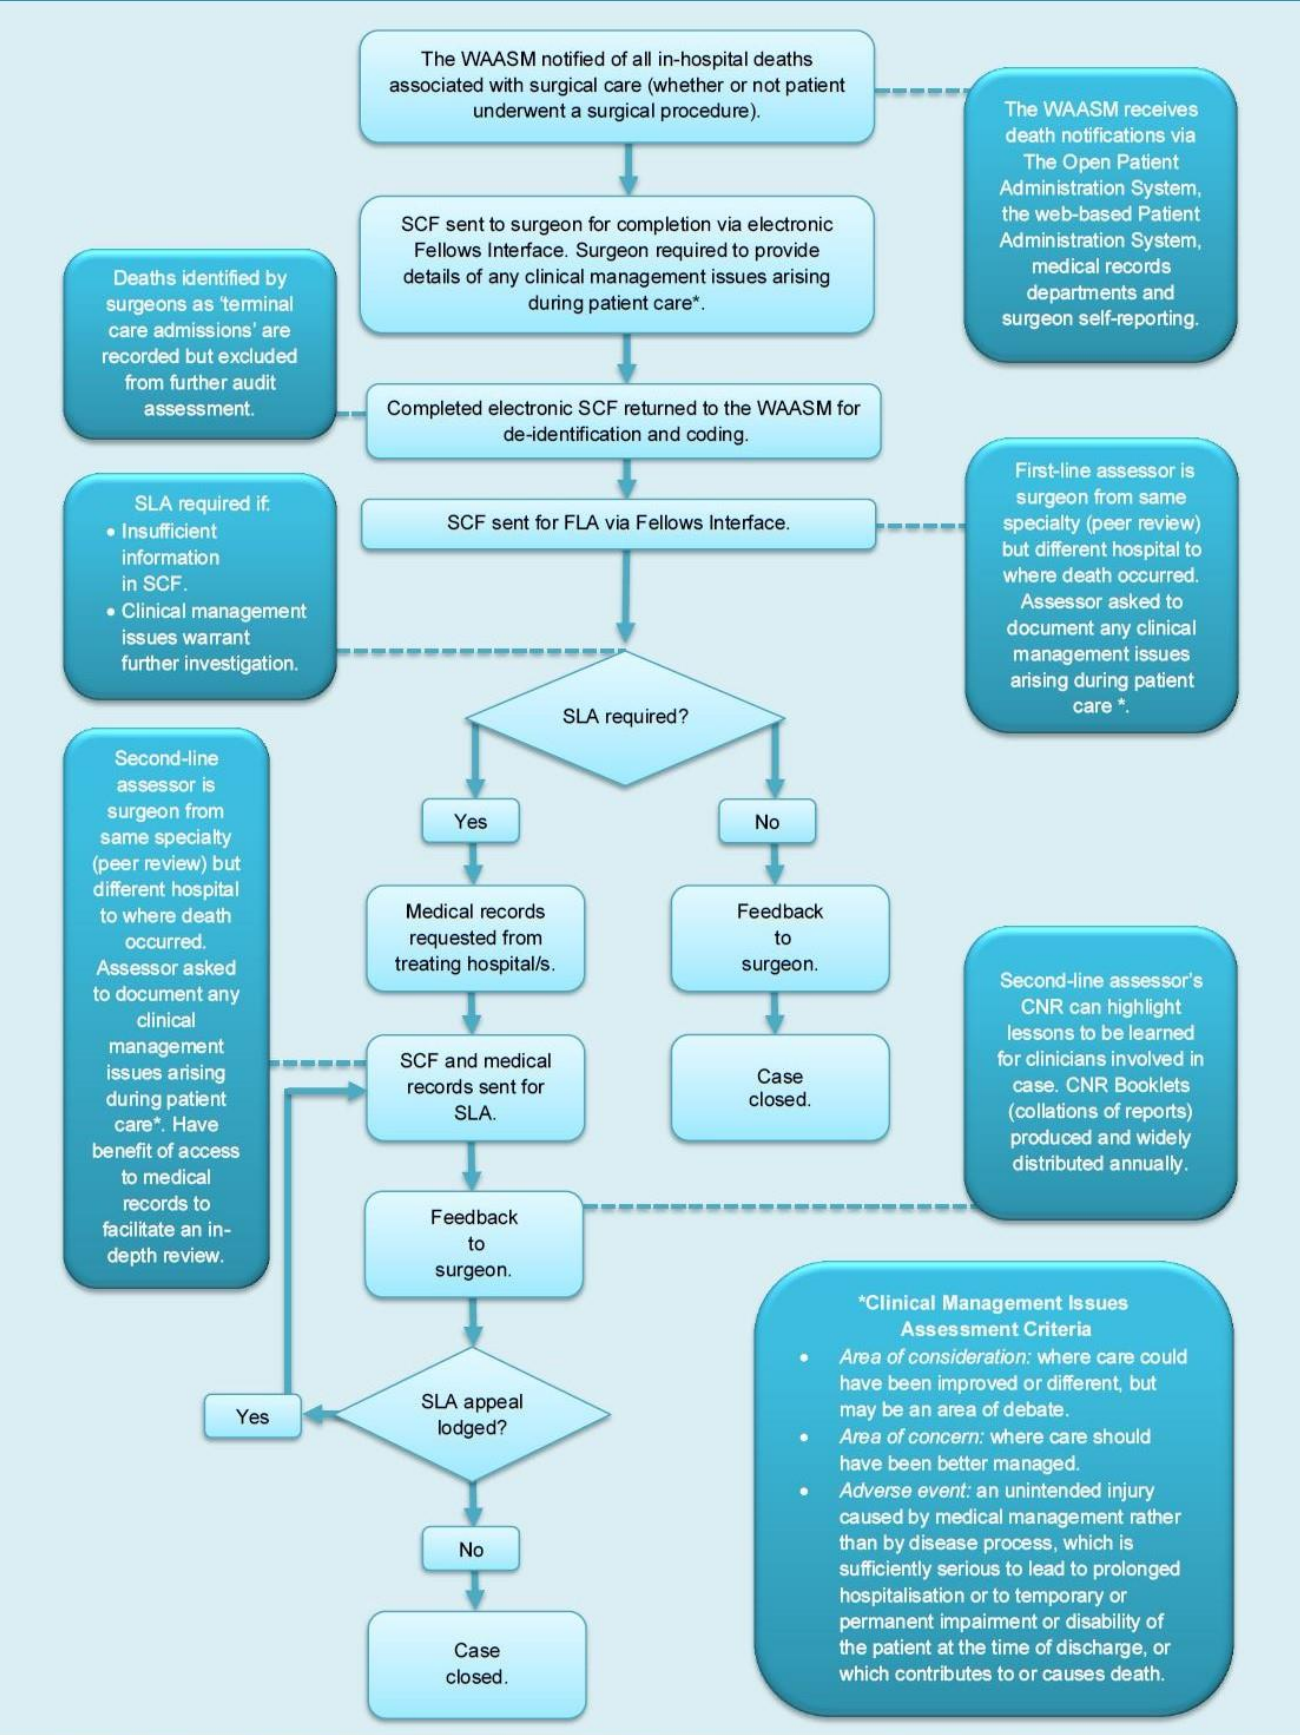 The WAASM notified of all in-hospital deaths
associated with surgical care (whether or not patient
underwent a surgical procedure).
The WAASM receives
death notifications via
The Open Patient
Administration System,
the web-based Patient
Administration System,
medical records
departments and
surgeon self-reporting.
SCF sent to surgeon for completion via electronic
Fellows Interface. Surgeon required to provide
details of any clinical management issues arising
during patient care*.
Deaths identified by
surgeons as 'terminal
care admissions' are
recorded but excluded
from further audit
assessment.
Completed electronic SCF returned to the WAASM for
de-identification and coding.
SCF sent for FLA via Fellows Interface.
First-line assessor is
surgeon from same
specialty (peer review)
but different hospital to
where death occurred.
Assessor asked to
document any clinical
management issues
arising during patient
care *.
SLA required if:
• Insufficient
information
in SCF.
• Clinical management
issues warrant
further investigation.
SLA required?
Yes
No
Second-line
assessor is
surgeon from
same specialty
(peer review) but
different hospital
to where death
occurred.
Assessor asked
to document any
clinical
management
issues arising
during patient
care*. Have
benefit of access
to medical
records to
facilitate an in-
depth review.
Medical records
requested from
treating hospital/s.
Feedback
to
surgeon.
SCF and medical
records sent for
SLA.
Case
closed.
Second-line assessor's
CNR can highlight
lessons to be learned
for clinicians involved in
case. CNR Booklets
(collations of reports)
produced and widely
distributed annually.
Feedback
to
surgeon.
SLA appeal
lodged?
Yes
No
Case
closed.
*Clinical Management Issues
Assessment Criteria
• Area of consideration: where care could
have been improved or different, but
may be an area of debate.
• Area of concern: where care should
have been better managed.
• Adverse event: an unintended injury
caused by medical management rather
than by disease process, which is
sufficiently serious to lead to prolonged
hospitalisation or to temporary or
permanent impairment or disability of
the patient at the time of discharge, or
which contributes to or causes death.